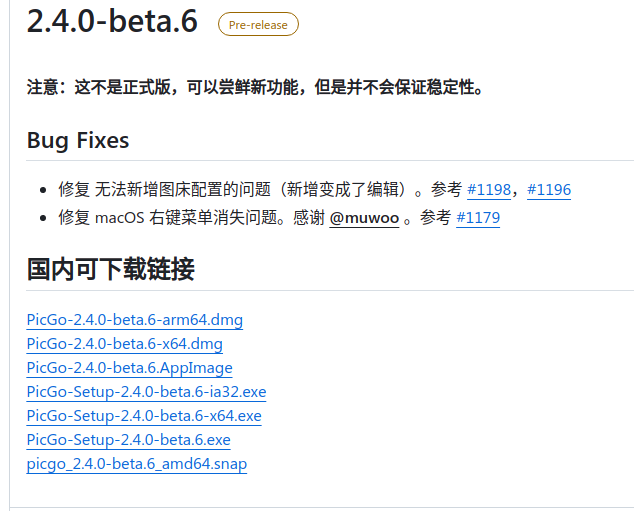 2.4.0-beta.6 Pre-release
注意：这不是正式版，可以尝鲜新功能，但是并不会保证稳定性。
Bug Fixes
修复 无法新增图床配置的问题（新增变成了编辑）。参考 #1198，#1196
修复 macOS 右键菜单消失问题。感谢 @muwoo 。参考 #1179
国内可下载链接
PicGo-2.4.0-beta.6-arm64.dmg
PicGo-2.4.0-beta.6-x64.dmg
PicGo-2.4.0-beta.6.AppImage
PicGo-Setup-2.4.0-beta.6-ia32.exe
PicGo-Setup-2.4.0-beta.6-x64.exe
PicGo-Setup-2.4.0-beta.6.exe
picgo_2.4.0-beta.6_amd64.snap